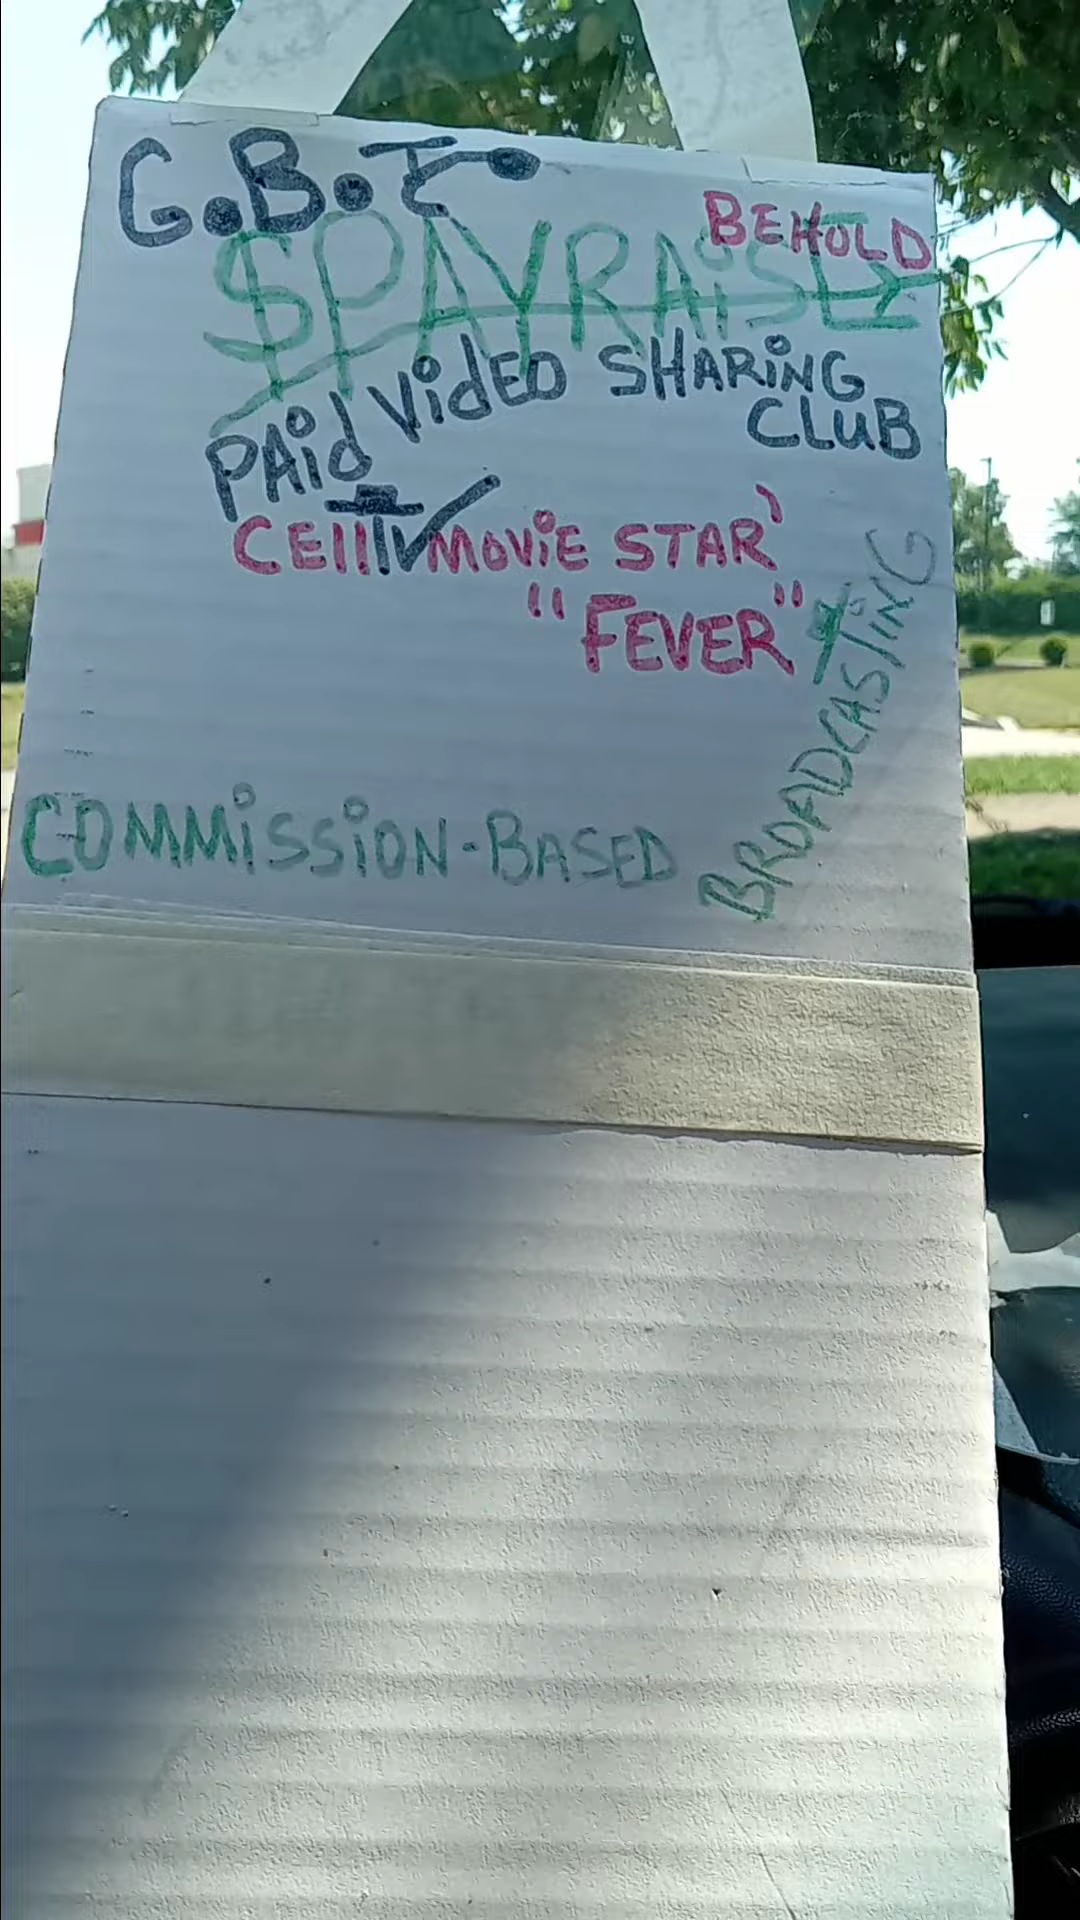 G.B.I.
BEHOLD
$PAYRAiSE
PAid ViDEO SHARiNG
CLUB
CEllTV MOViE STAR'
"FEVER"
BROADCASTiNG
COMMiSSiON-BASED